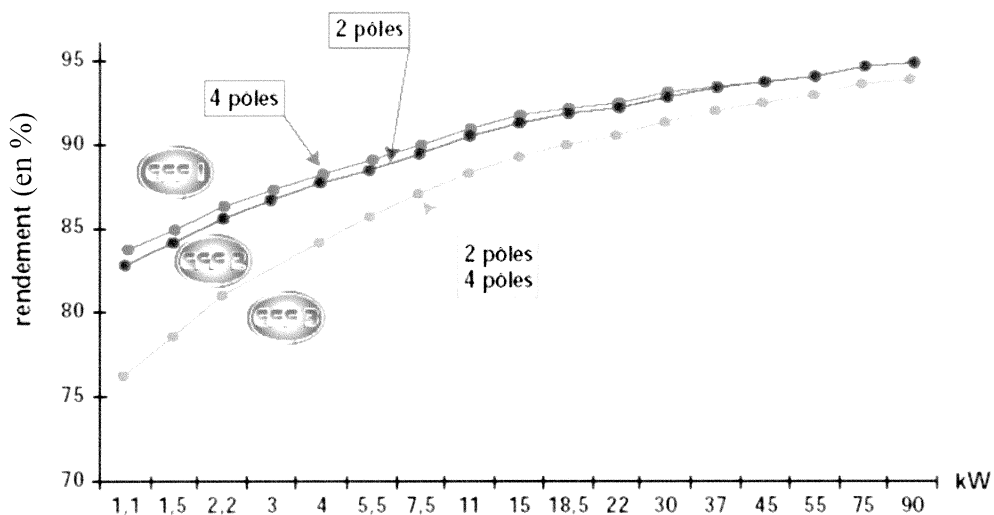 2 pôles
4 pôles
95
90
85
80
75
70
rendement (en %)
2 pôles
4 pôles
1,1 1,5 2,2 3 4 5,5 7,5 11 15 18,5 22 30 37 45 55 75 90 kW